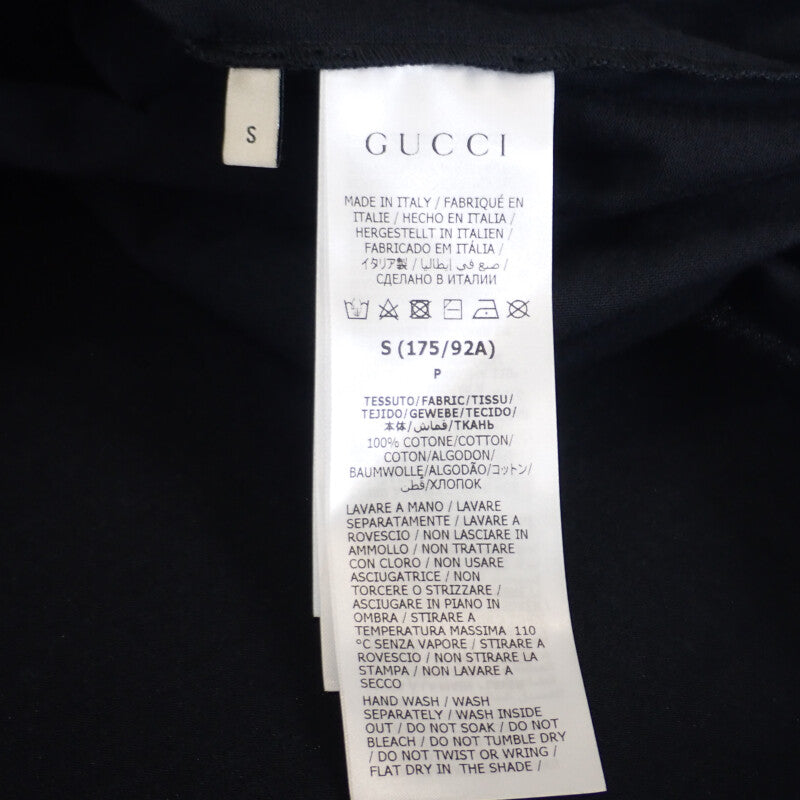 S
GUCCI
MADE IN ITALY / FABRIQUÉ EN
ITALIE / HECHO EN ITALIA /
HERGESTELLT IN ITALIEN /
FABRICADO EM ITÁLIA /
イタリア製 / صنع في إيطاليا /
СДЕЛАНО В ИТАЛИИ
S (175/92A)
P
TESSUTO/FABRIC/TISSU/
TEJIDO/GEWEBE/TECIDO/
本体/قماش/ТКАНЬ
100% COTONE/COTTON/
COTON/ALGODON/
BAUMWOLLE/ALGODÃO/コットン/
قطن/ХЛОПОК
LAVARE A MANO / LAVARE
SEPARATAMENTE / LAVARE A
ROVESCIO / NON LASCIARE IN
AMMOLLO / NON TRATTARE
CON CLORO / NON USARE
ASCIUGATRICE / NON
TORCERE O STRIZZARE /
ASCIUGARE IN PIANO IN
OMBRA / STIRARE A
TEMPERATURA MASSIMA 110
°C SENZA VAPORE / STIRARE A
ROVESCIO / NON STIRARE LA
STAMPA / NON LAVARE A
SECCO
HAND WASH / WASH
SEPARATELY / WASH INSIDE
OUT / DO NOT SOAK / DO NOT
BLEACH / DO NOT TUMBLE DRY
/ DO NOT TWIST OR WRING /
FLAT DRY IN THE SHADE /